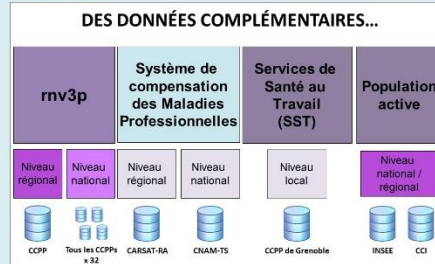 DES DONNÉES COMPLÉMENTAIRES...
rnv3p
Système de
compensation
des Maladies
Professionnelles
Services de
Santé au
Travail
(SST)
Population
active
Niveau
régional
Niveau
national
Niveau
régional
Niveau
national
Niveau
local
Niveau
national /
régional
CCPP
Tous les CCPPs
x 32
CARSAT-RA
CNAM-TS
CCPP de Grenoble
INSEE
CCI